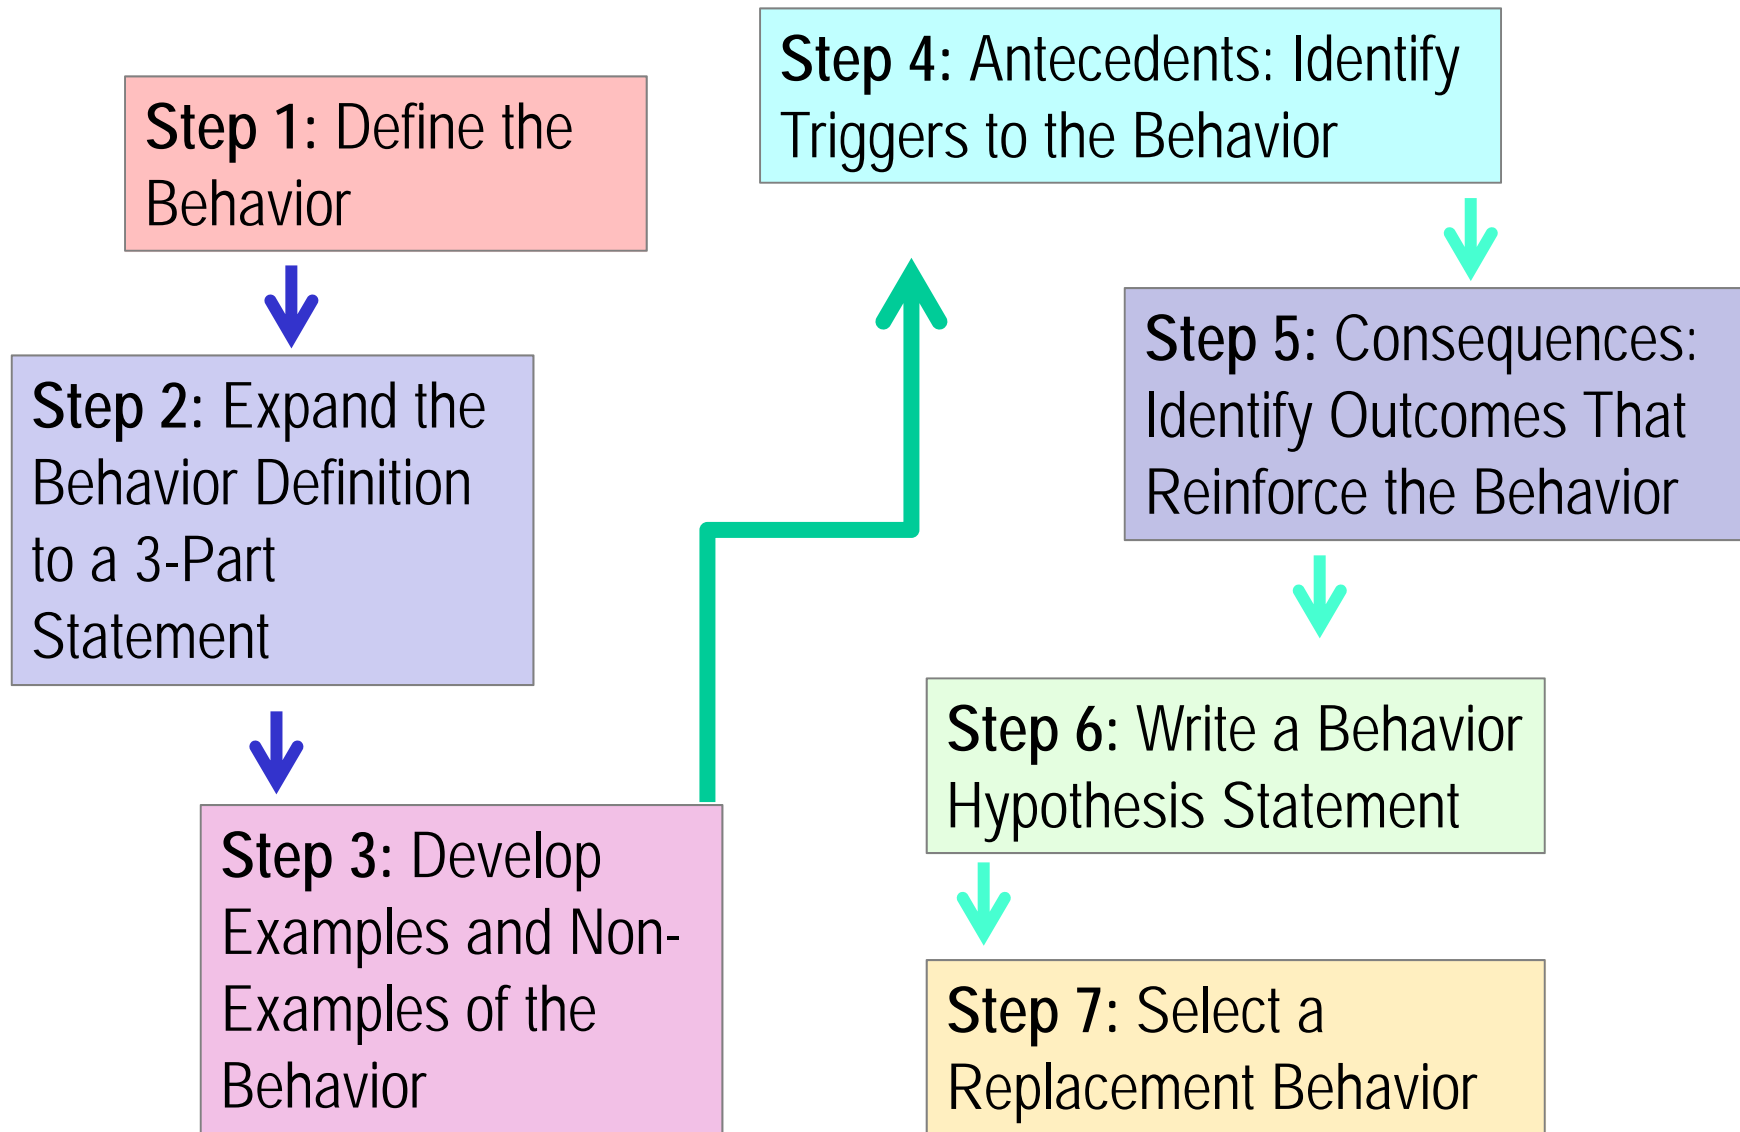 Step 1: Define the
Behavior
Step 2: Expand the
Behavior Definition
to a 3-Part
Statement
Step 3: Develop
Examples and Non-
Examples of the
Behavior
Step 4: Antecedents: Identify
Triggers to the Behavior
Step 5: Consequences:
Identify Outcomes That
Reinforce the Behavior
Step 6: Write a Behavior
Hypothesis Statement
Step 7: Select a
Replacement Behavior